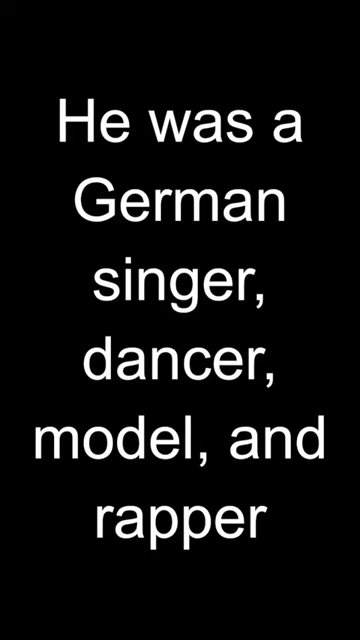 He was a
German
singer,
dancer,
model, and
rapper